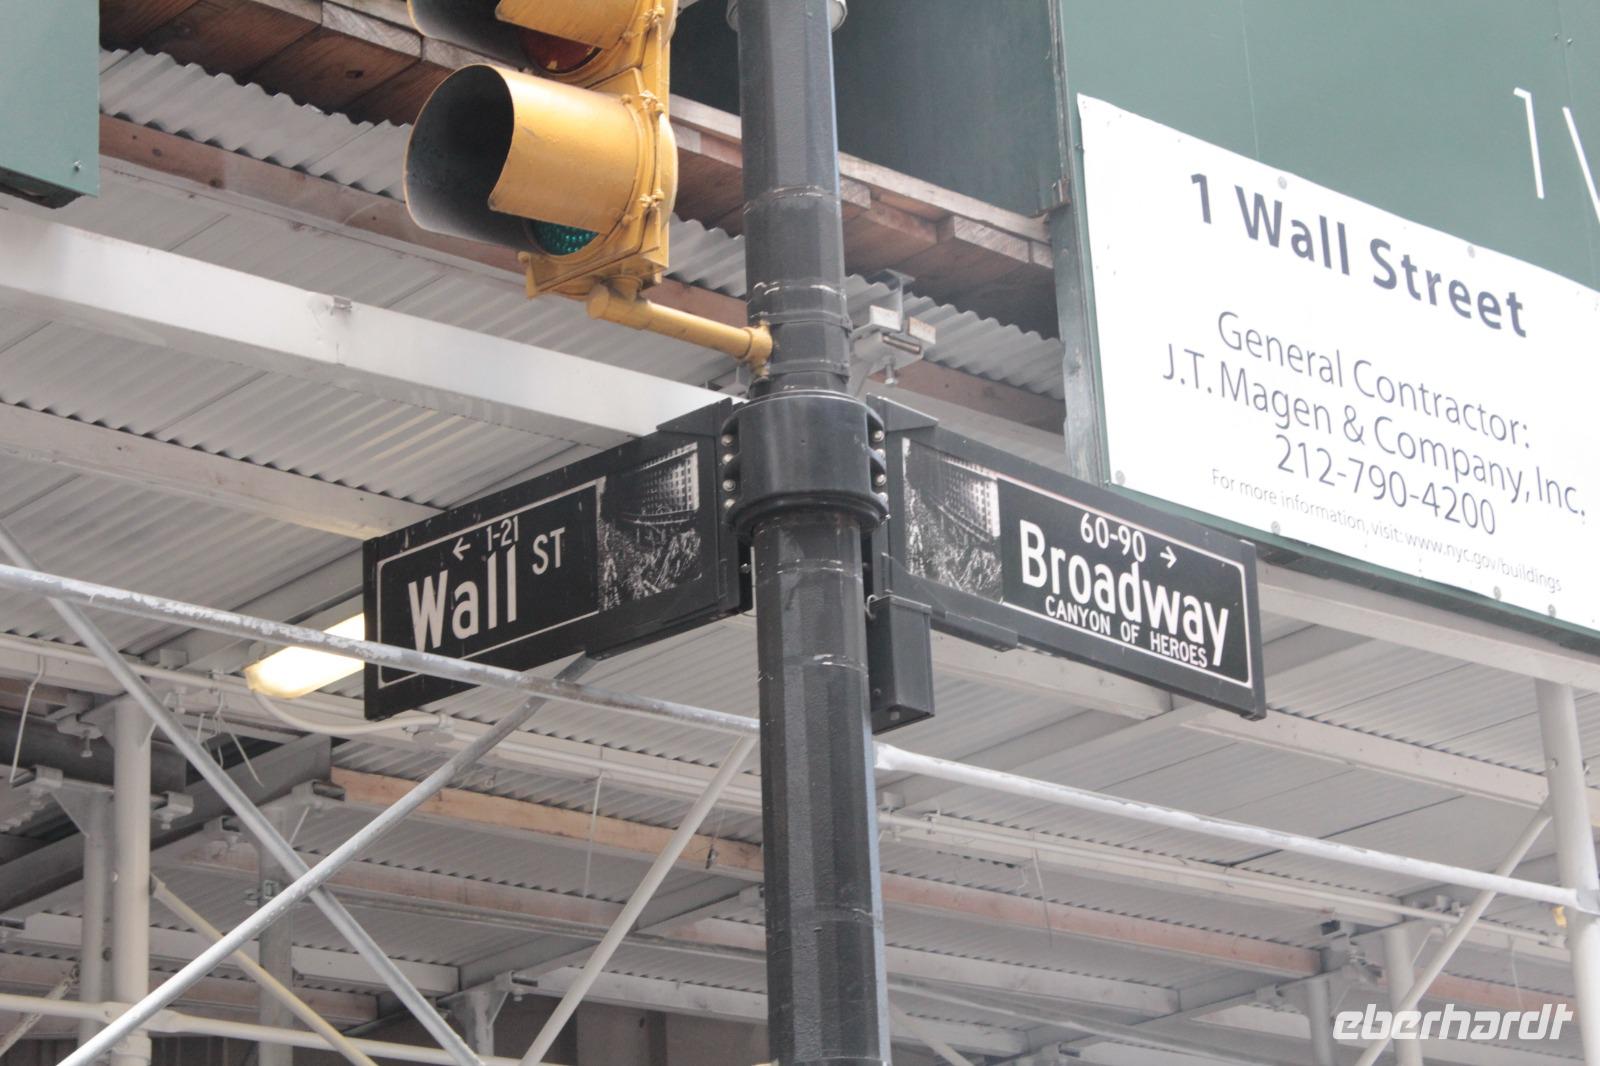 1 Wall Street
General Contractor:
J.T. Magen & Company, Inc.
212-790-4200
For more information, visit: www.nyc.gov/buildings
← 1-21
Wall ST
60-90 →
Broadway
CANYON OF HEROES
eberhardt